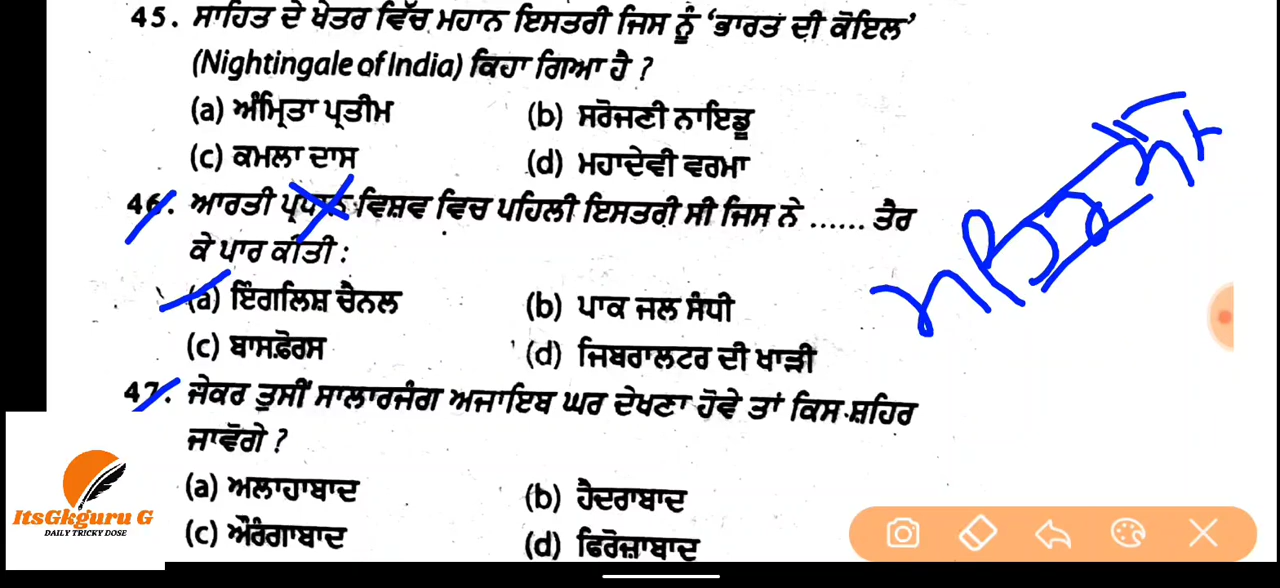 45. ਸਾਹਿਤ ਦੇ ਖੇਤਰ ਵਿੱਚ ਮਹਾਨ ਇਸਤਰੀ ਜਿਸ ਨੂੰ ‘ਭਾਰਤ ਦੀ ਕੋਇਲ’
(Nightingale of India) ਕਿਹਾ ਗਿਆ ਹੈ ?
(a) ਅੰਮ੍ਰਿਤਾ ਪ੍ਰਤੀਮ (b) ਸਰੋਜਣੀ ਨਾਇਡੂ
(c) ਕਮਲਾ ਦਾਸ (d) ਮਹਾਦੇਵੀ ਵਰਮਾ
46. ਆਰਤੀ ਪ੍ਰਧਾਨ ਵਿਸ਼ਵ ਵਿਚ ਪਹਿਲੀ ਇਸਤਰੀ ਸੀ ਜਿਸ ਨੇ ...... ਤੈਰ
ਕੇ ਪਾਰ ਕੀਤੀ :
(a) ਇੰਗਲਿਸ਼ ਚੈਨਲ (b) ਪਾਕ ਜਲ ਸੰਧੀ
(c) ਬਾਸਫ਼ੋਰਸ (d) ਜਿਬਰਾਲਟਰ ਦੀ ਖਾੜੀ
47. ਜੇਕਰ ਤੁਸੀਂ ਸਾਲਾਰਜੰਗ ਅਜਾਇਬ ਘਰ ਦੇਖਣਾ ਹੋਵੇ ਤਾਂ ਕਿਸ ਸ਼ਹਿਰ
ਜਾਵੋਗੇ ?
(a) ਅਲਾਹਾਬਾਦ (b) ਹੈਦਰਾਬਾਦ
(c) ਔਰੰਗਾਬਾਦ (d) ਫਿਰੋਜ਼ਾਬਾਦ
ItsGkguru G
DAILY TRICKY DOSE